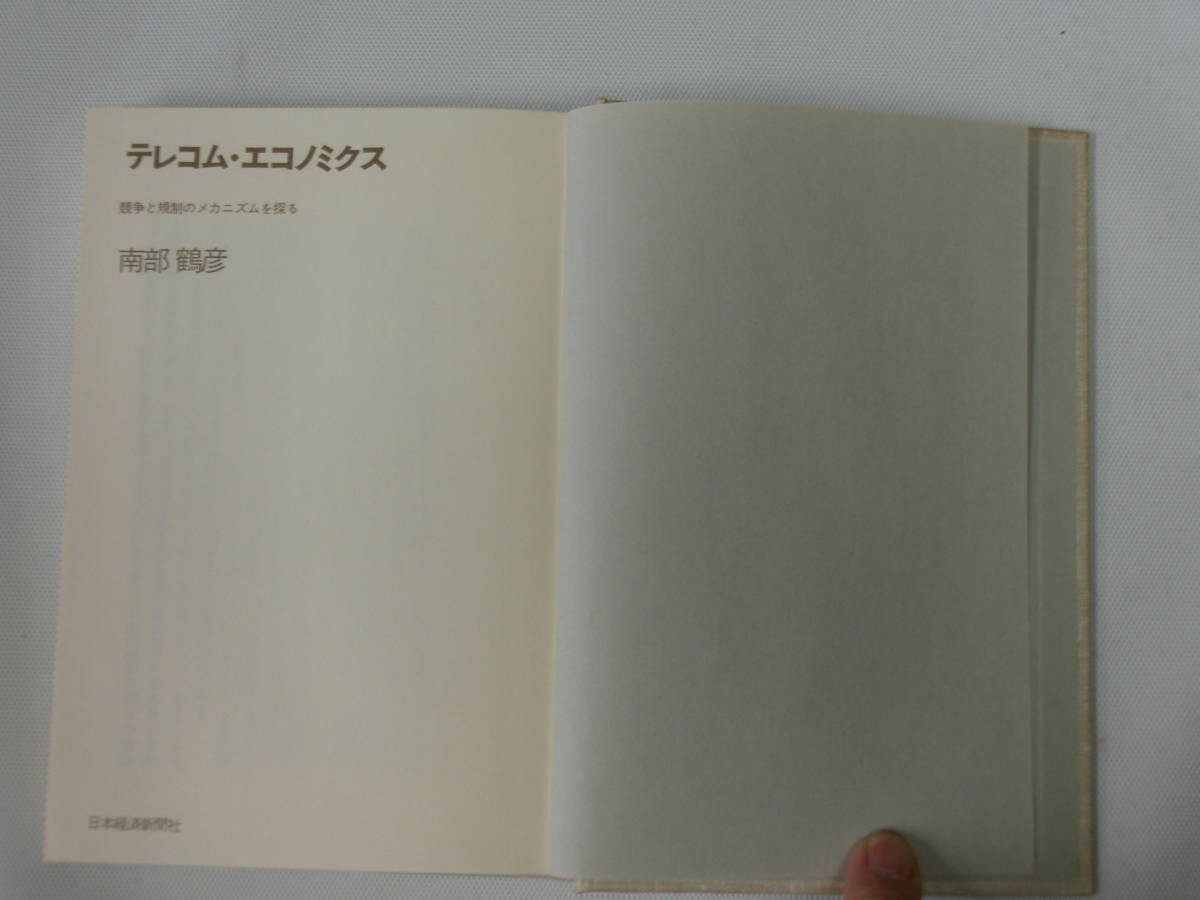 テレコム・エコノミクス
競争と規制のメカニズムを探る
南部 鶴彦
日本経済新聞社